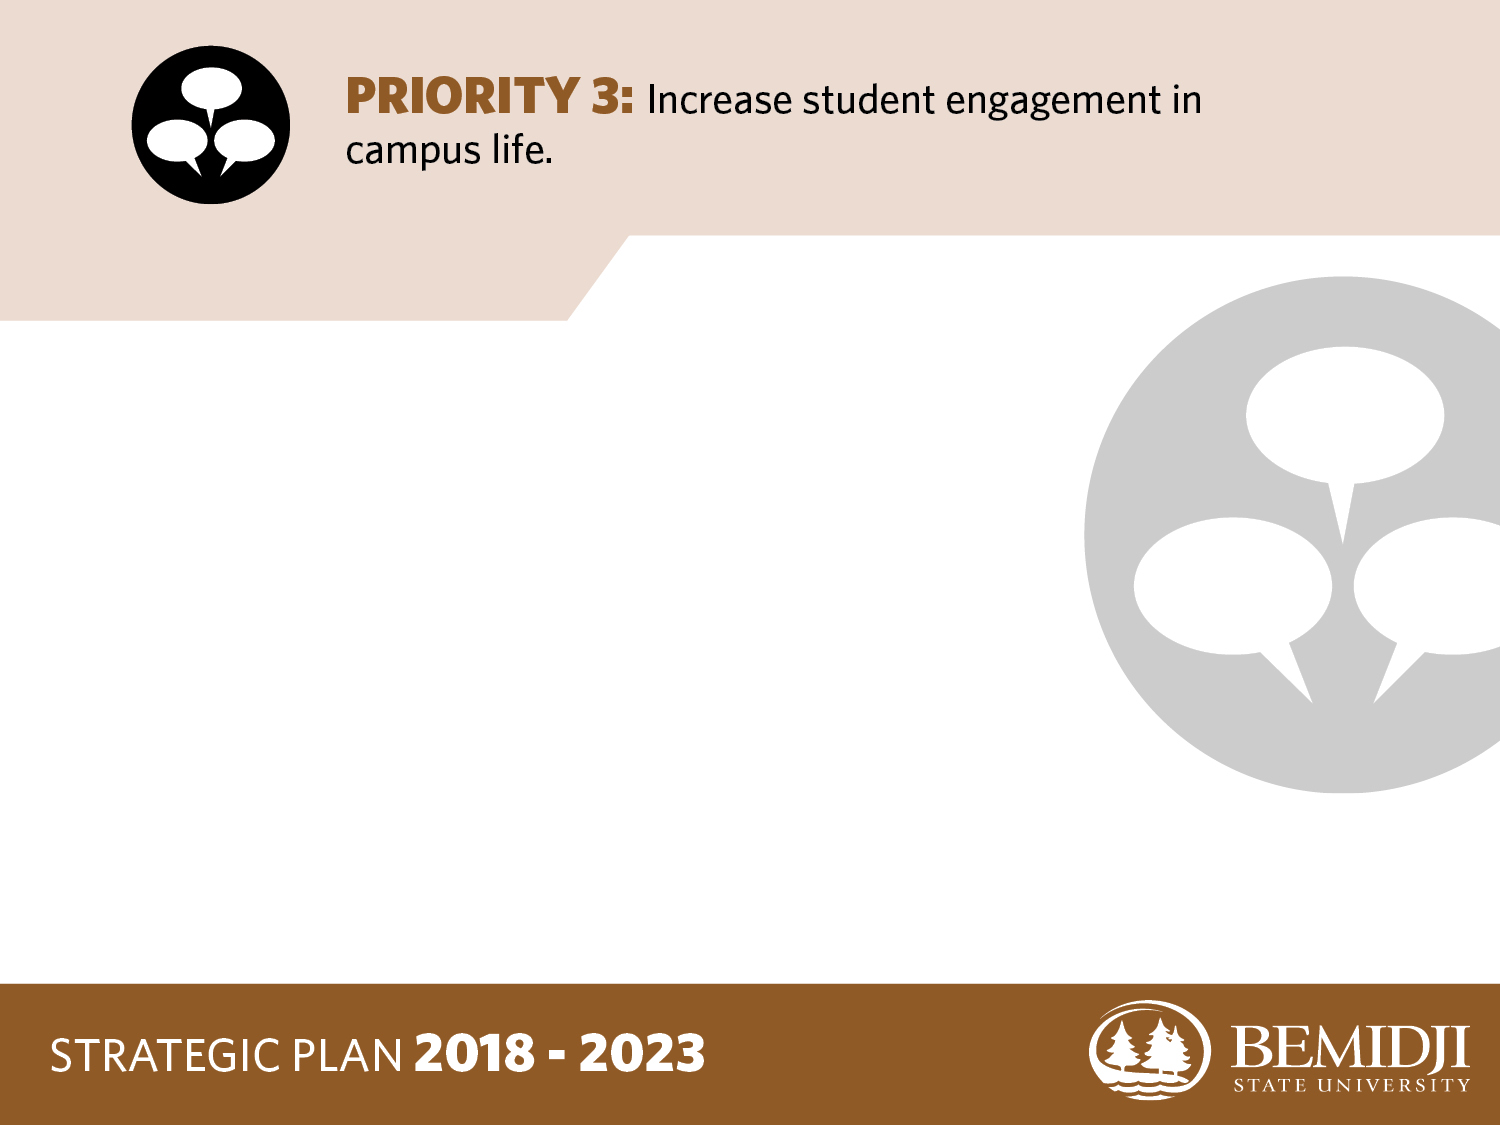 PRIORITY 3: Increase student engagement in
campus life.
STRATEGIC PLAN 2018 - 2023
BEMIDJI
STATE UNIVERSITY